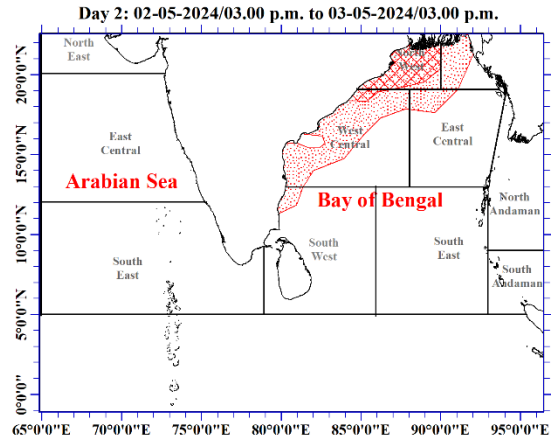 Day 2: 02-05-2024/03.00 p.m. to 03-05-2024/03.00 p.m.
20°0'0"N
15°0'0"N
10°0'0"N
5°0'0"N
0°0'0"
North
East
East
Central
Arabian Sea
South
East
West
West
Central
East
Central
Bay of Bengal
South
West
South
East
North
Andaman
South
Andaman
65°0'0"E
70°0'0"E
75°0'0"E
80°0'0"E
85°0'0"E
90°0'0"E
95°0'0"E